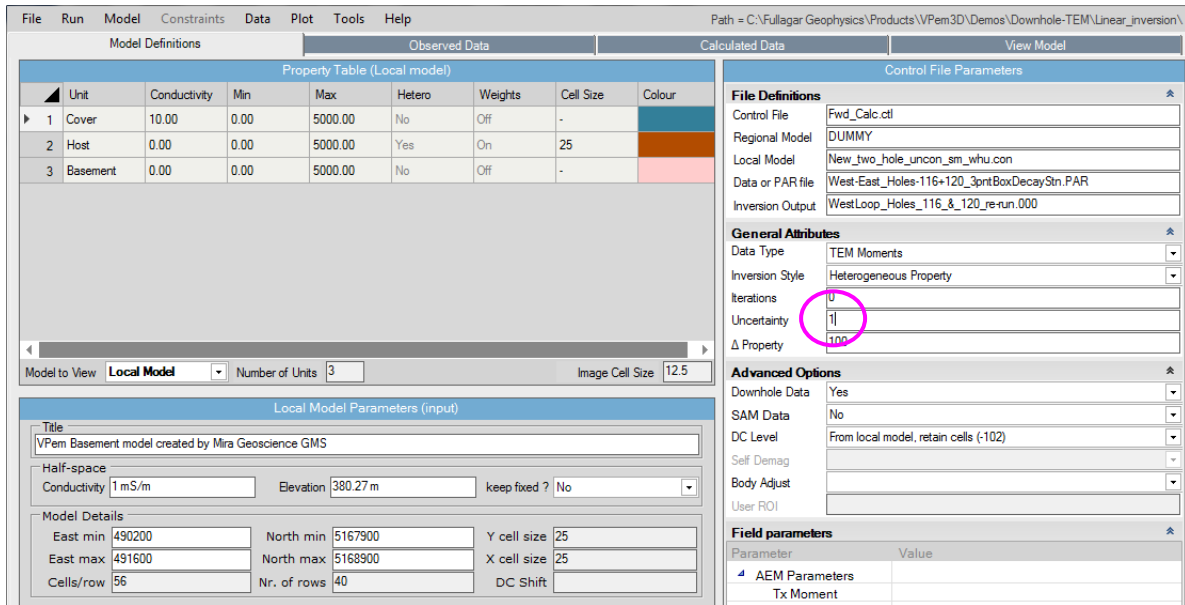 File Run Model Constraints Data Plot Tools Help Path = C:\Fullagar Geophysics\Products\VPem3D\Demos\Downhole-TEM\Linear_inversion\
Model Definitions Observed Data Calculated Data View Model
Property Table (Local model)
Unit Conductivity Min Max Hetero Weights Cell Size Colour
1 Cover 10.00 0.00 5000.00 No Off -
2 Host 0.00 0.00 5000.00 Yes On 25
3 Basement 0.00 0.00 5000.00 No Off -
Model to View Local Model Number of Units 3 Image Cell Size 12.5
Local Model Parameters (input)
Title
VPem Basement model created by Mira Geoscience GMS
Half-space
Conductivity 1 mS/m Elevation 380.27 m keep fixed ? No
Model Details
East min 490200 North min 5167900 Y cell size 25
East max 491600 North max 5168900 X cell size 25
Cells/row 56 Nr. of rows 40 DC Shift
Control File Parameters
File Definitions
Control File Fwd_Calc.ctl
Regional Model DUMMY
Local Model New_two_hole_uncon_sm_whu.con
Data or PAR file West-East_Holes-116+120_3pntBoxDecayStn.PAR
Inversion Output WestLoop_Holes_116_&_120_re-run.000
General Attributes
Data Type TEM Moments
Inversion Style Heterogeneous Property
Iterations 0
Uncertainty 1
Δ Property 100
Advanced Options
Downhole Data Yes
SAM Data No
DC Level From local model, retain cells (-102)
Self Demag
Body Adjust
User ROI
Field parameters
Parameter Value
AEM Parameters
Tx Moment